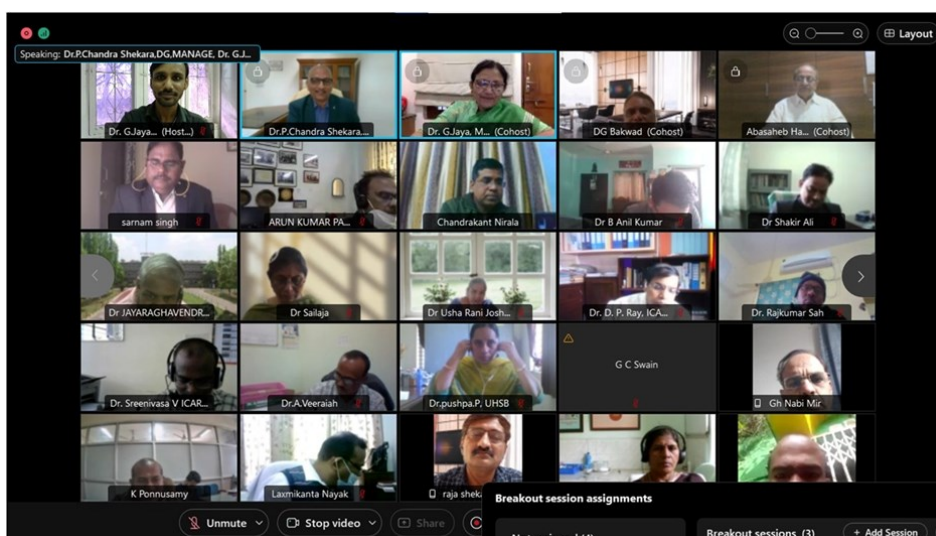 Layout
Speaking: Dr.P.Chandra Shekara,DG,MANAGE, Dr. G.J...
Dr. G.Jaya... (Host...)
Dr.P.Chandra Shekara,...
Dr. G.Jaya, M... (Cohost)
DG Bakwad (Cohost)
Abasaheb Ha... (Cohost)
sarnam singh
ARUN KUMAR PA...
Chandrakant Nirala
Dr B Anil Kumar
Dr Shakir Ali
Dr JAYARAGHAVENDR...
Dr Sailaja
Dr Usha Rani Josh...
Dr. D. P. Ray, ICA...
Dr. Rajkumar Sah
Dr. Sreenivasa V ICAR...
Dr.A.Veeraiah
Dr.pushpa.P, UHSB
G C Swain
Gh Nabi Mir
K Ponnusamy
Laxmikanta Nayak
raja sheka
Breakout session assignments
Unmute
Stop video
Share
Breakout sessions (3)
+ Add Session